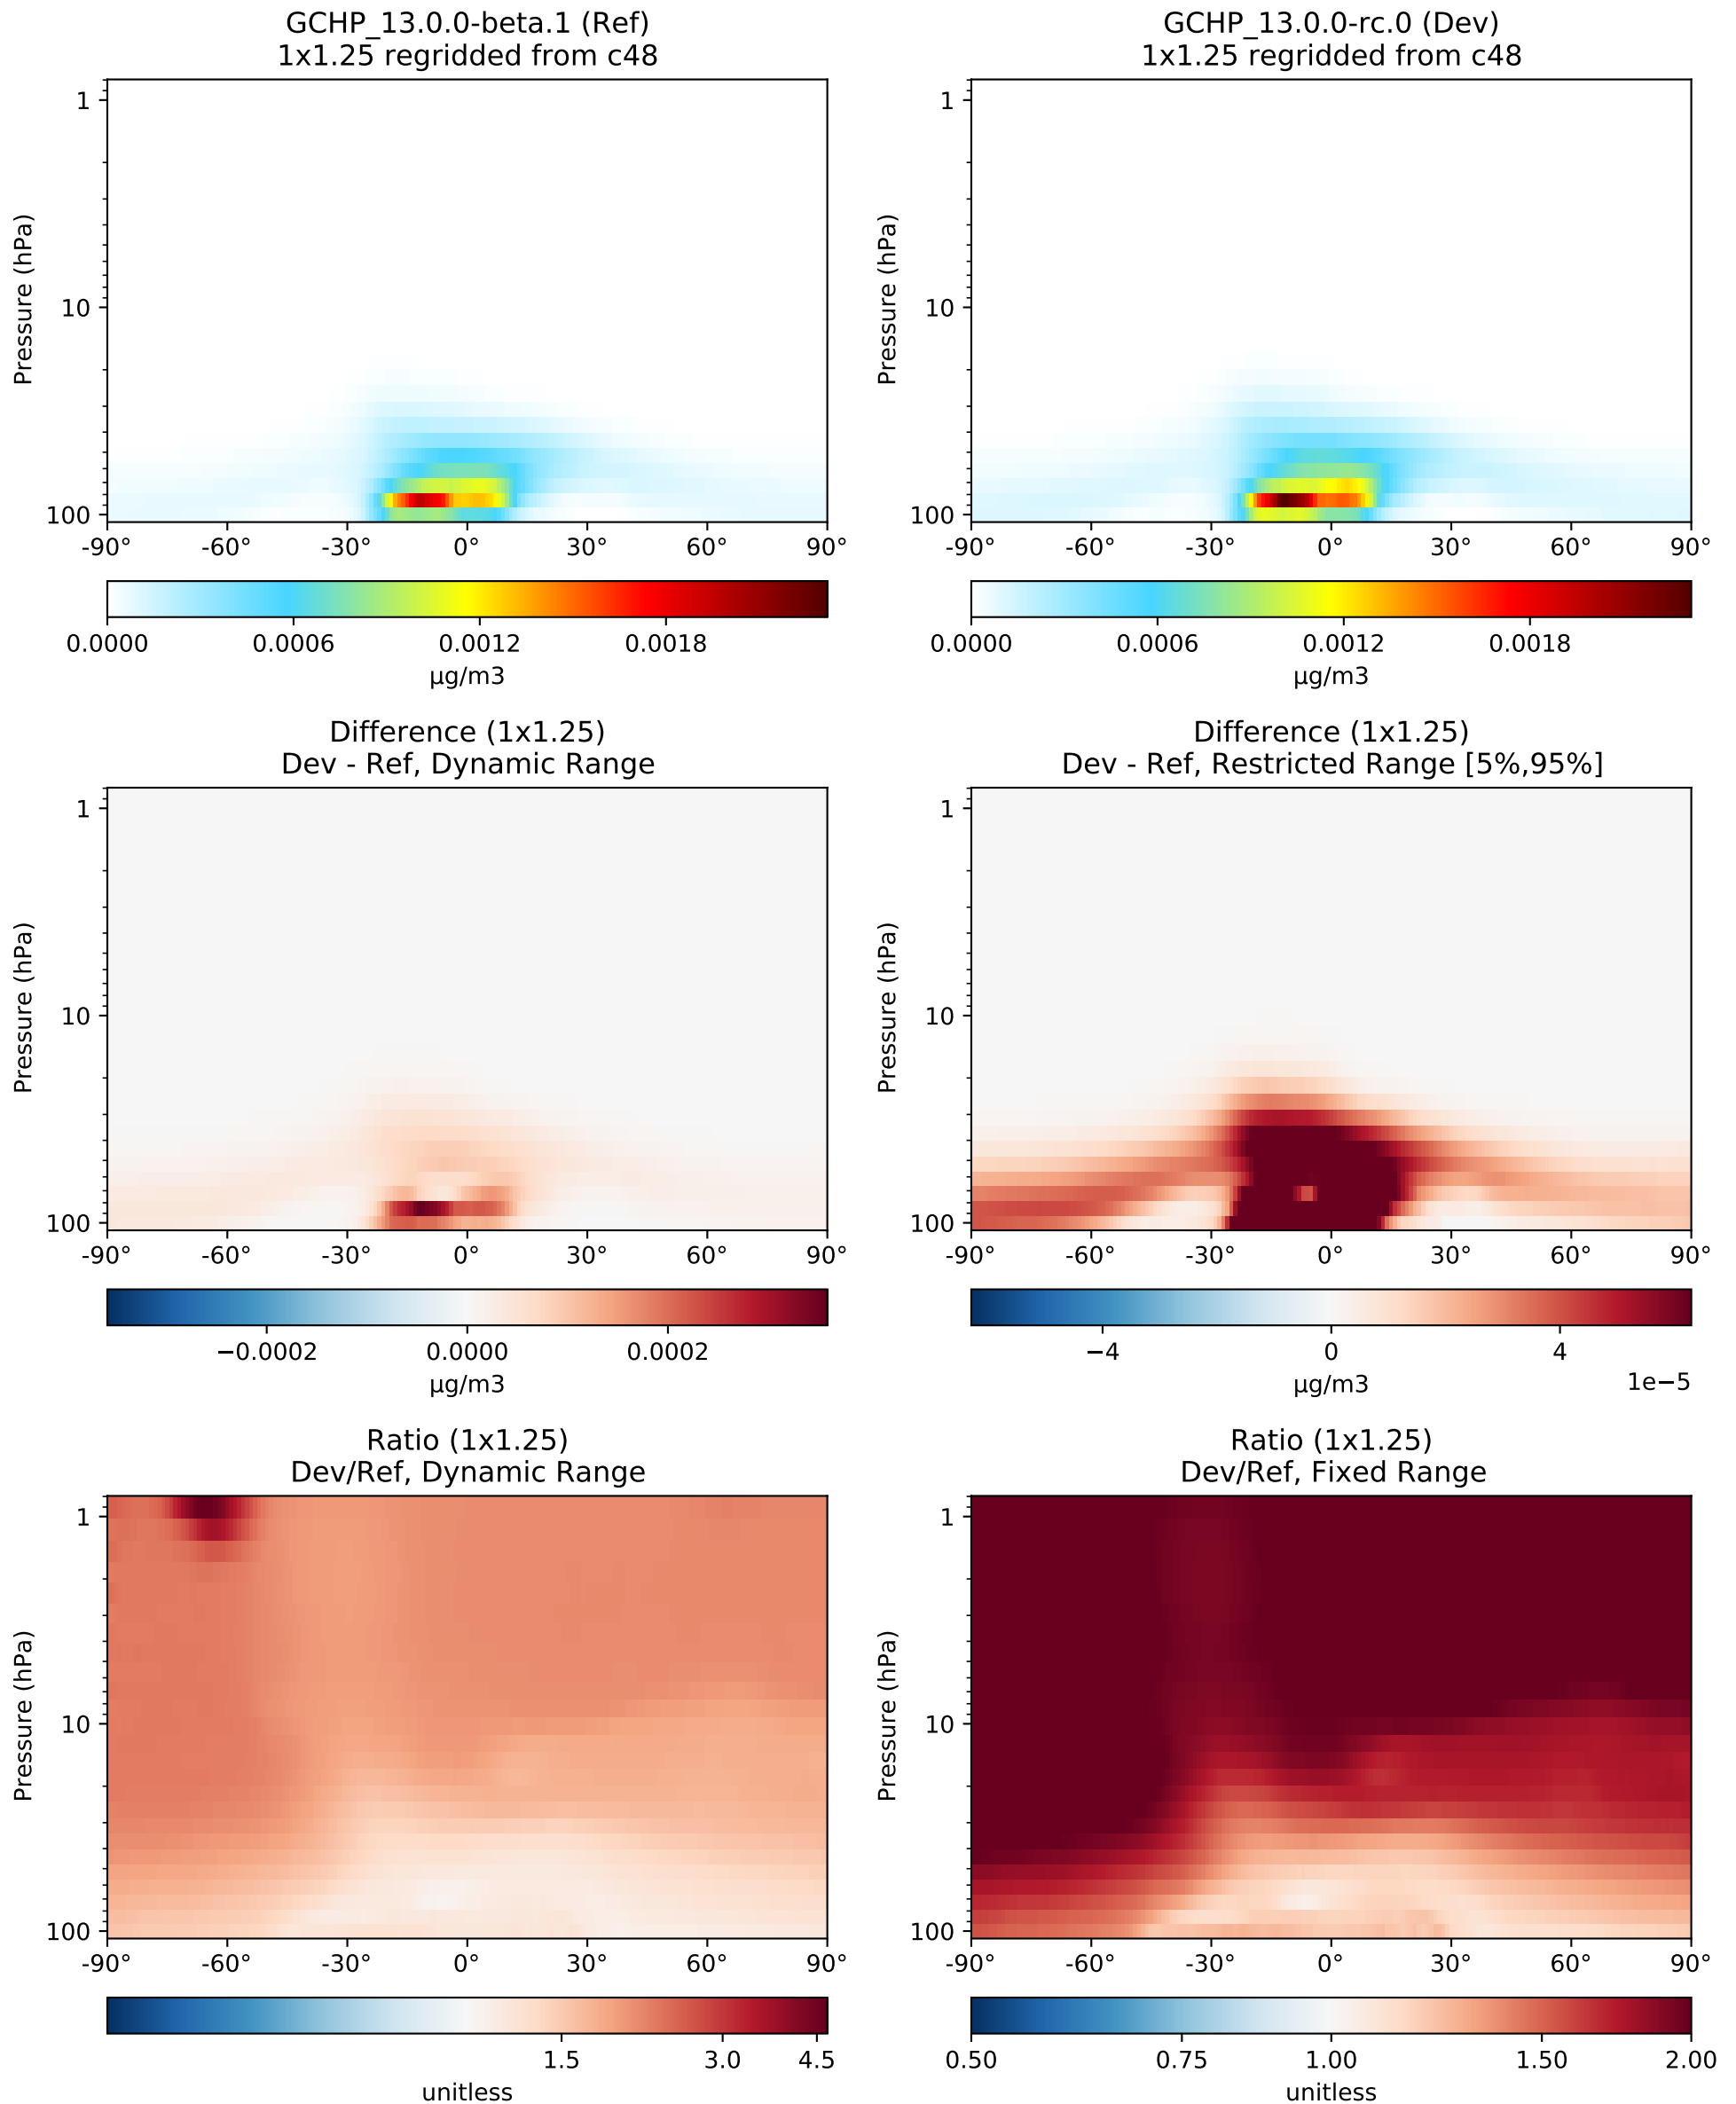 GCHP_13.0.0-beta.1 (Ref)
1x1.25 regridded from c48
Pressure (hPa)
1
10
100
-90° -60° -30° 0° 30° 60° 90°
0.0000 0.0006 0.0012 0.0018
µg/m3
GCHP_13.0.0-rc.0 (Dev)
1x1.25 regridded from c48
Pressure (hPa)
1
10
100
-90° -60° -30° 0° 30° 60° 90°
0.0000 0.0006 0.0012 0.0018
µg/m3
Difference (1x1.25)
Dev - Ref, Dynamic Range
Pressure (hPa)
1
10
100
-90° -60° -30° 0° 30° 60° 90°
−0.0002 0.0000 0.0002
µg/m3
Difference (1x1.25)
Dev - Ref, Restricted Range [5%,95%]
Pressure (hPa)
1
10
100
-90° -60° -30° 0° 30° 60° 90°
−4 0 4
1e−5
µg/m3
Ratio (1x1.25)
Dev/Ref, Dynamic Range
Pressure (hPa)
1
10
100
-90° -60° -30° 0° 30° 60° 90°
1.5 3.0 4.5
unitless
Ratio (1x1.25)
Dev/Ref, Fixed Range
Pressure (hPa)
1
10
100
-90° -60° -30° 0° 30° 60° 90°
0.50 0.75 1.00 1.50 2.00
unitless